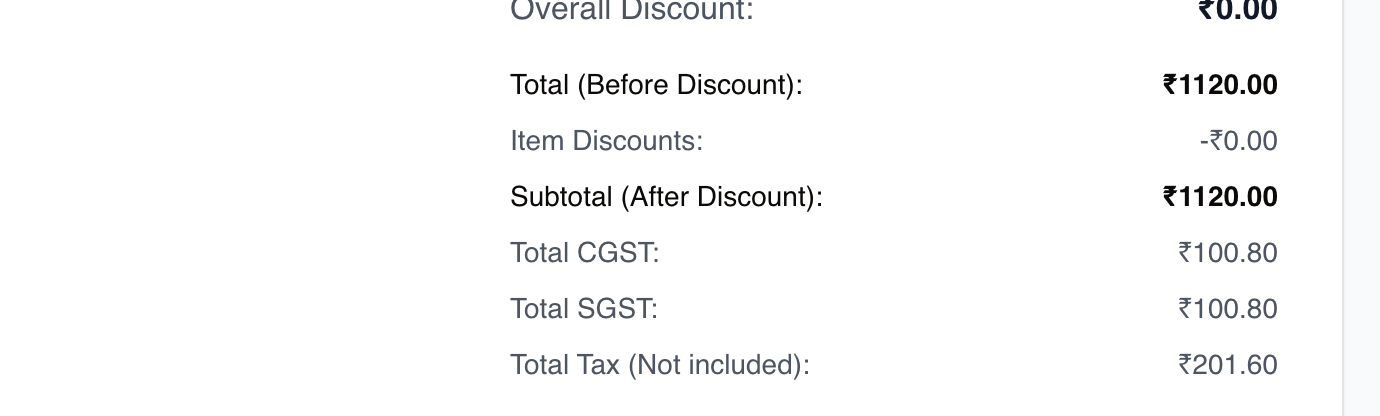 Overall Discount: ₹0.00
Total (Before Discount): ₹1120.00
Item Discounts: -₹0.00
Subtotal (After Discount): ₹1120.00
Total CGST: ₹100.80
Total SGST: ₹100.80
Total Tax (Not included): ₹201.60